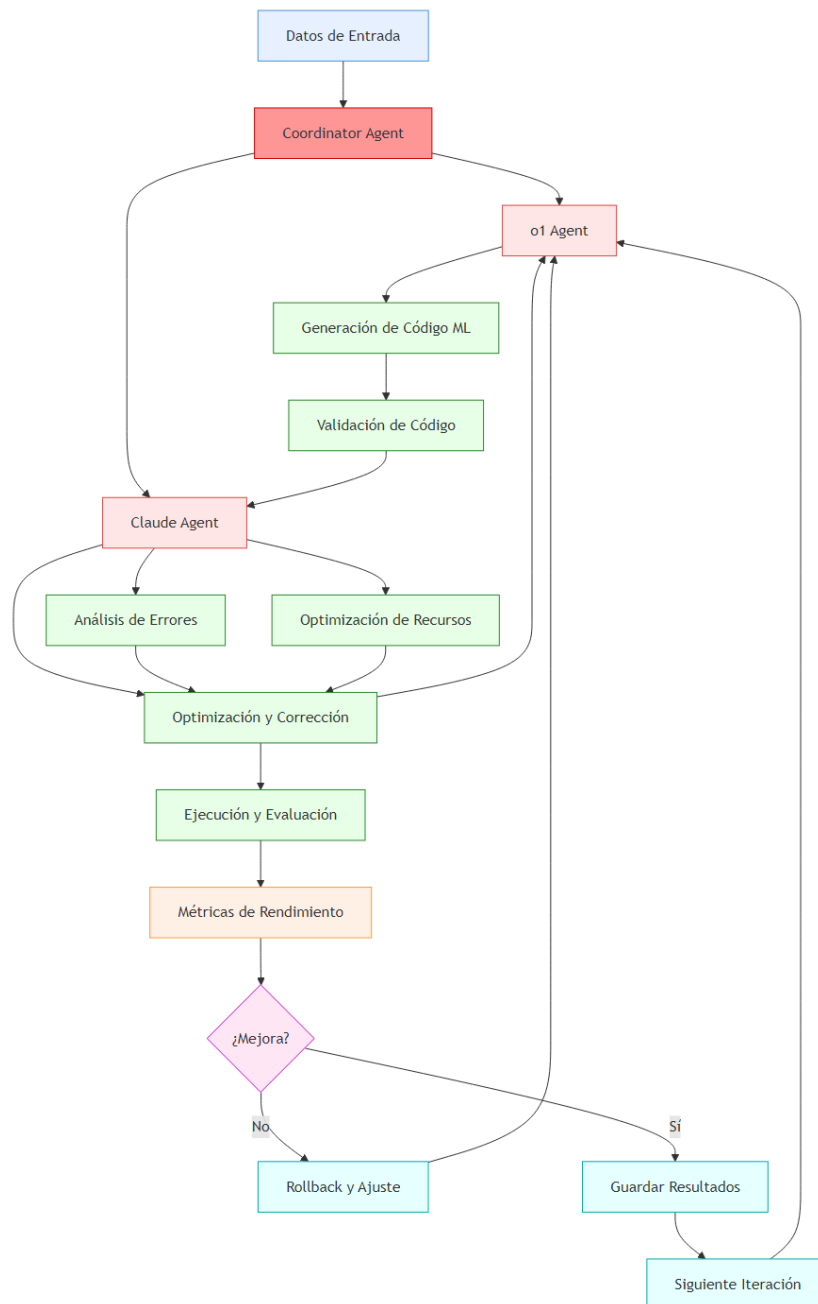 Datos de Entrada
Coordinator Agent
o1 Agent
Generación de Código ML
Validación de Código
Claude Agent
Análisis de Errores
Optimización de Recursos
Optimización y Corrección
Ejecución y Evaluación
Métricas de Rendimiento
¿Mejora?
No
Sí
Rollback y Ajuste
Guardar Resultados
Siguiente Iteración